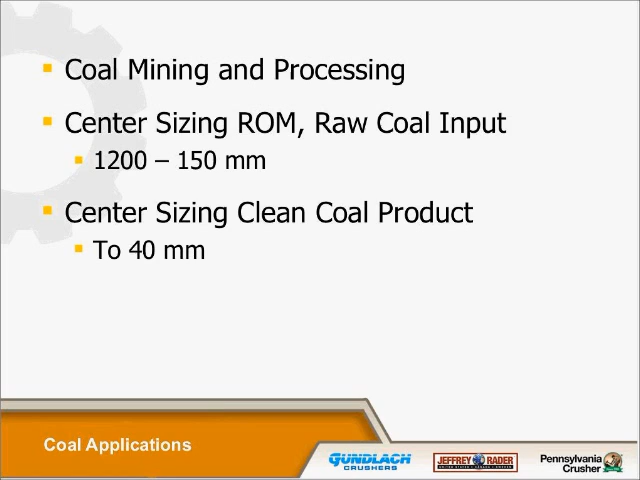 Coal Mining and Processing
Center Sizing ROM, Raw Coal Input
1200 – 150 mm
Center Sizing Clean Coal Product
To 40 mm
Coal Applications
GUNDLACH
CRUSHERS
JEFFREY RADER
Pennsylvania
Crusher